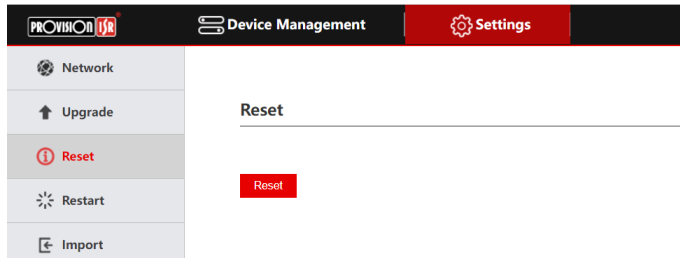 PROVISION ISR® Device Management Settings
Network
Upgrade
Reset
Reset
Reset
Restart
Import